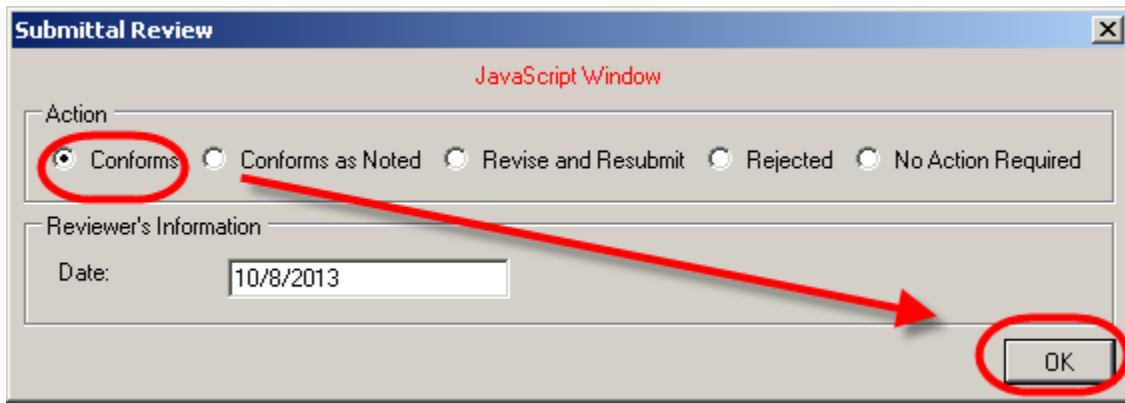 Submittal Review
JavaScript Window
Action
Conforms Conforms as Noted Revise and Resubmit Rejected No Action Required
Reviewer's Information
Date: 10/8/2013
OK